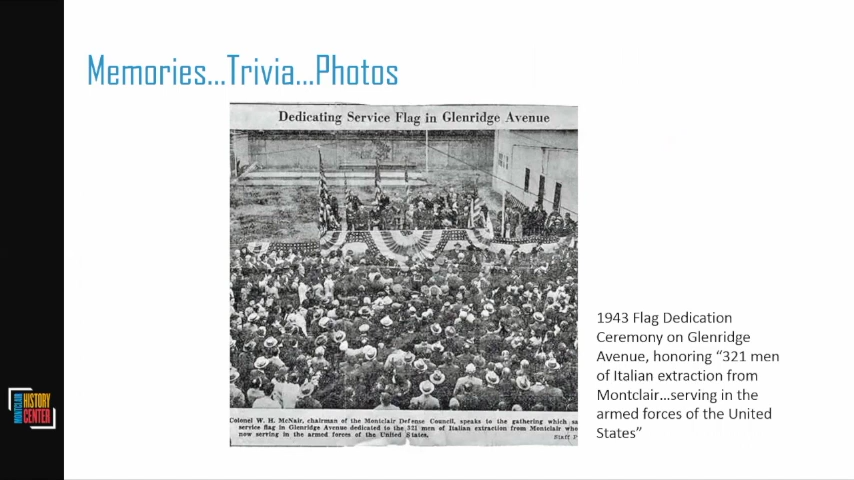 Memories...Trivia...Photos
Dedicating Service Flag in Glenridge Avenue
Colonel W. H. McNair, chairman of the Montclair Defense Council, speaks to the gathering which sa
service flag in Glenridge Avenue dedicated to the 321 men of Italian extraction from Montclair who
now serving in the armed forces of the United States.
Staff P
1943 Flag Dedication
Ceremony on Glenridge
Avenue, honoring “321 men
of Italian extraction from
Montclair…serving in the
armed forces of the United
States”
MONTCLAIR
HISTORY
CENTER